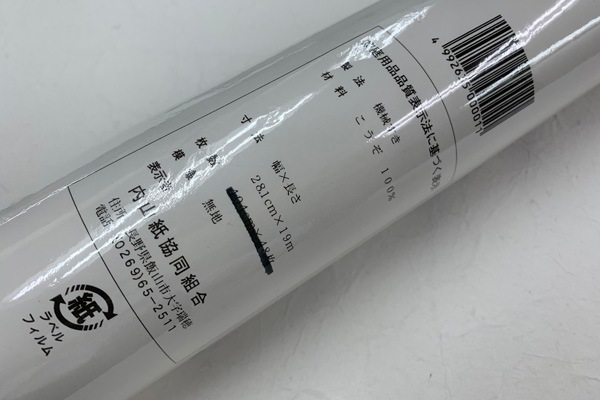 家庭用品品質表示法に基づく表示
製法 機械すき
材料 こうぞ 100%
寸法 幅×長さ
28.1cm×19m
枚数
模様 無地
表示者
内山紙協同組合
住所 長野県飯山市大字瑞穂
電話 (0269)65-2511
紙
ラベル
フィルム